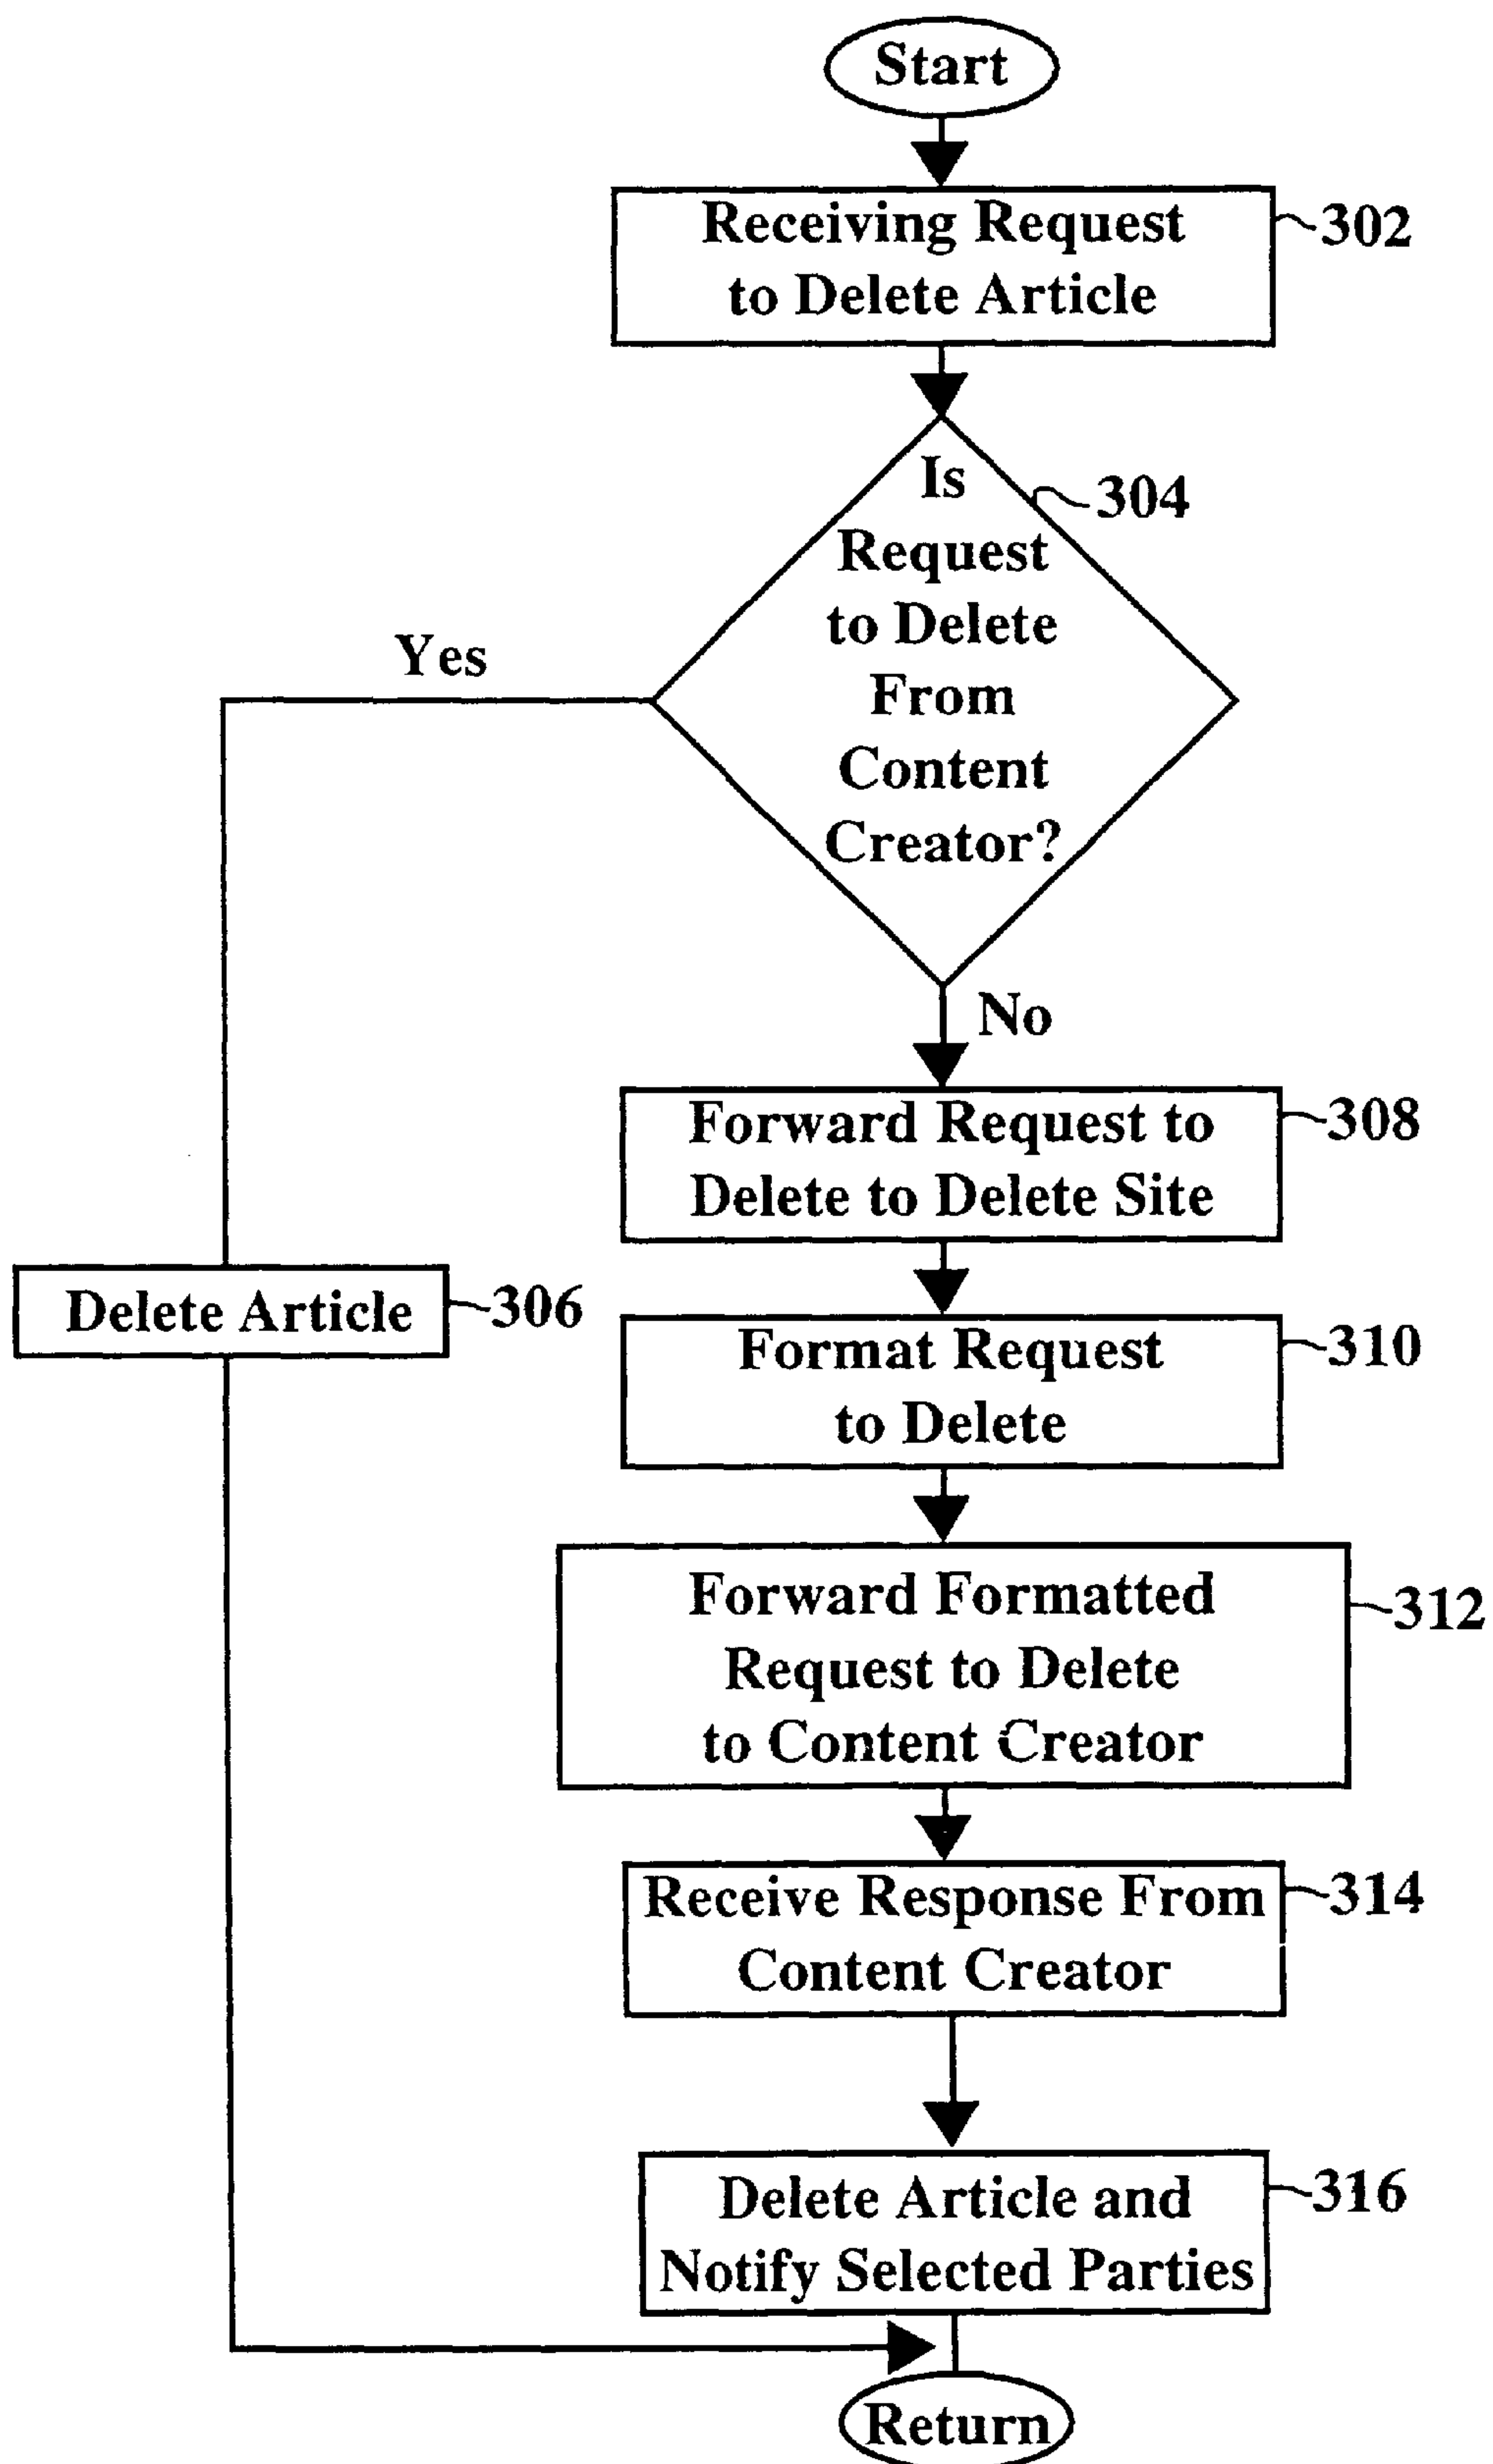 Start
Receiving Request
to Delete Article
302
Is
Request
to Delete
From
Content
Creator?
304
Yes
No
Forward Request to
Delete to Delete Site
308
Delete Article
306
Format Request
to Delete
310
Forward Formatted
Request to Delete
to Content Creator
312
Receive Response From
Content Creator
314
Delete Article and
Notify Selected Parties
316
Return